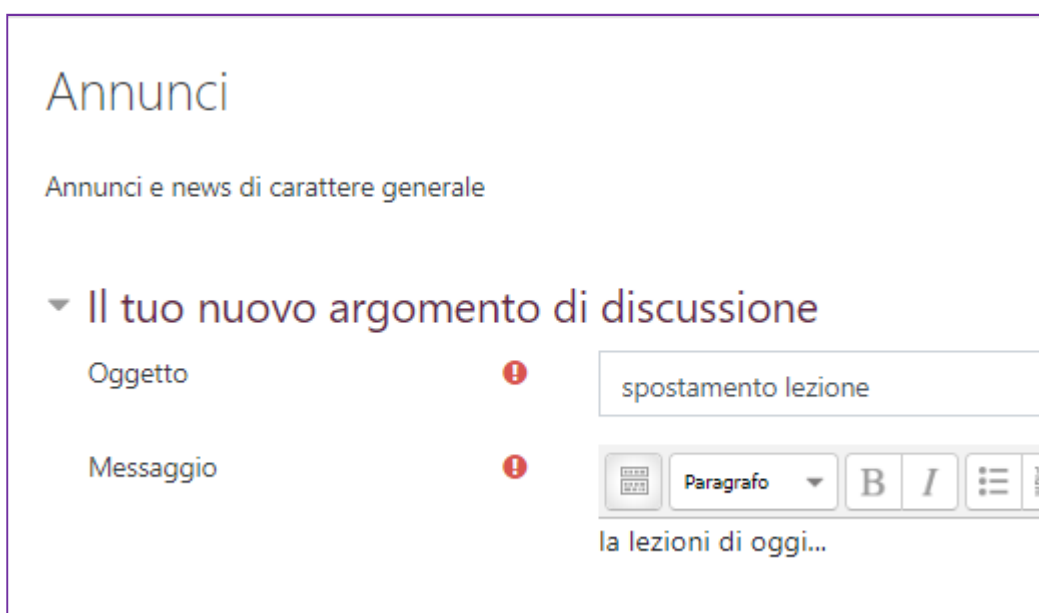 Annunci
Annunci e news di carattere generale
Il tuo nuovo argomento di discussione
Oggetto
spostamento lezione
Messaggio
Paragrafo B I
la lezioni di oggi...